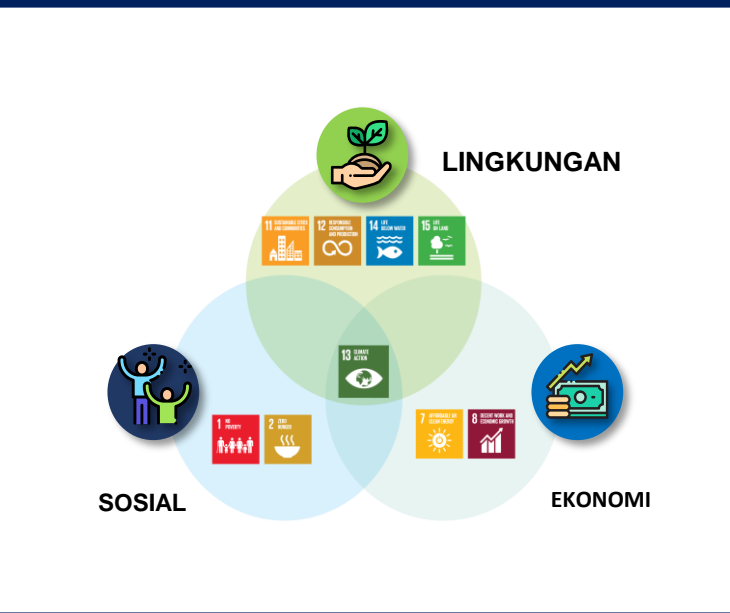 LINGKUNGAN
11 SUSTAINABLE CITIES
AND COMMUNITIES
12 RESPONSIBLE
CONSUMPTION
AND PRODUCTION
14 LIFE
BELOW WATER
15 LIFE
ON LAND
13 CLIMATE
ACTION
1 NO
POVERTY
2 ZERO
HUNGER
7 AFFORDABLE AND
CLEAN ENERGY
8 DECENT WORK AND
ECONOMIC GROWTH
SOSIAL
EKONOMI